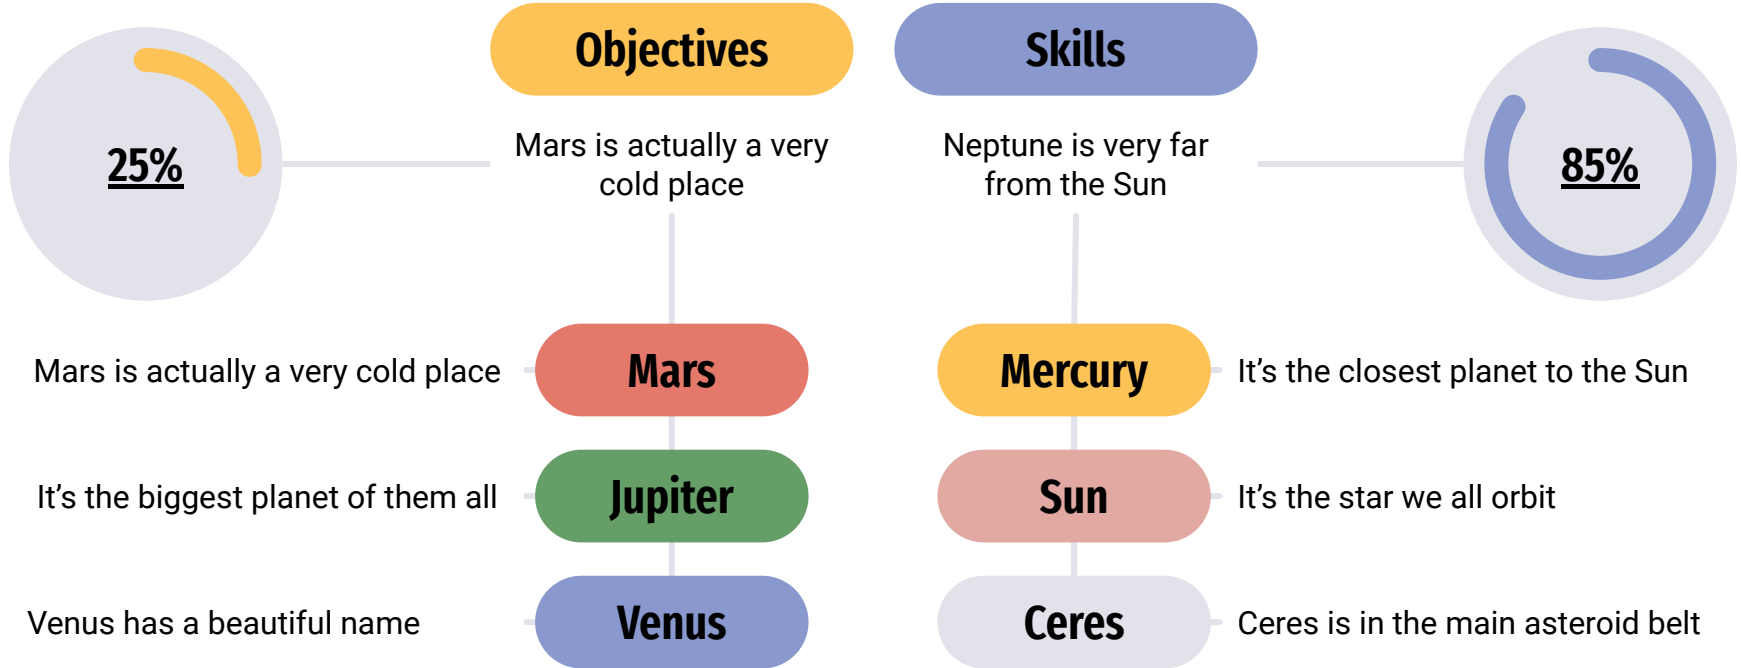 Objectives
Skills
25%
Mars is actually a very
cold place
Neptune is very far
from the Sun
85%
Mars is actually a very cold place
Mars
Mercury
It’s the closest planet to the Sun
It’s the biggest planet of them all
Jupiter
Sun
It’s the star we all orbit
Venus has a beautiful name
Venus
Ceres
Ceres is in the main asteroid belt